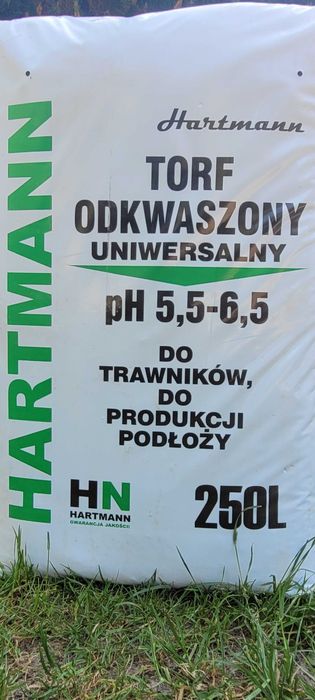 HARTMANN
Hartmann
TORF
ODKWASZONY
UNIWERSALNY
pH 5,5-6,5
DO
TRAWNIKÓW,
DO
PRODUKCJI
PODŁOŻY
HN
HARTMANN
GWARANCJA JAKOŚCI
250L